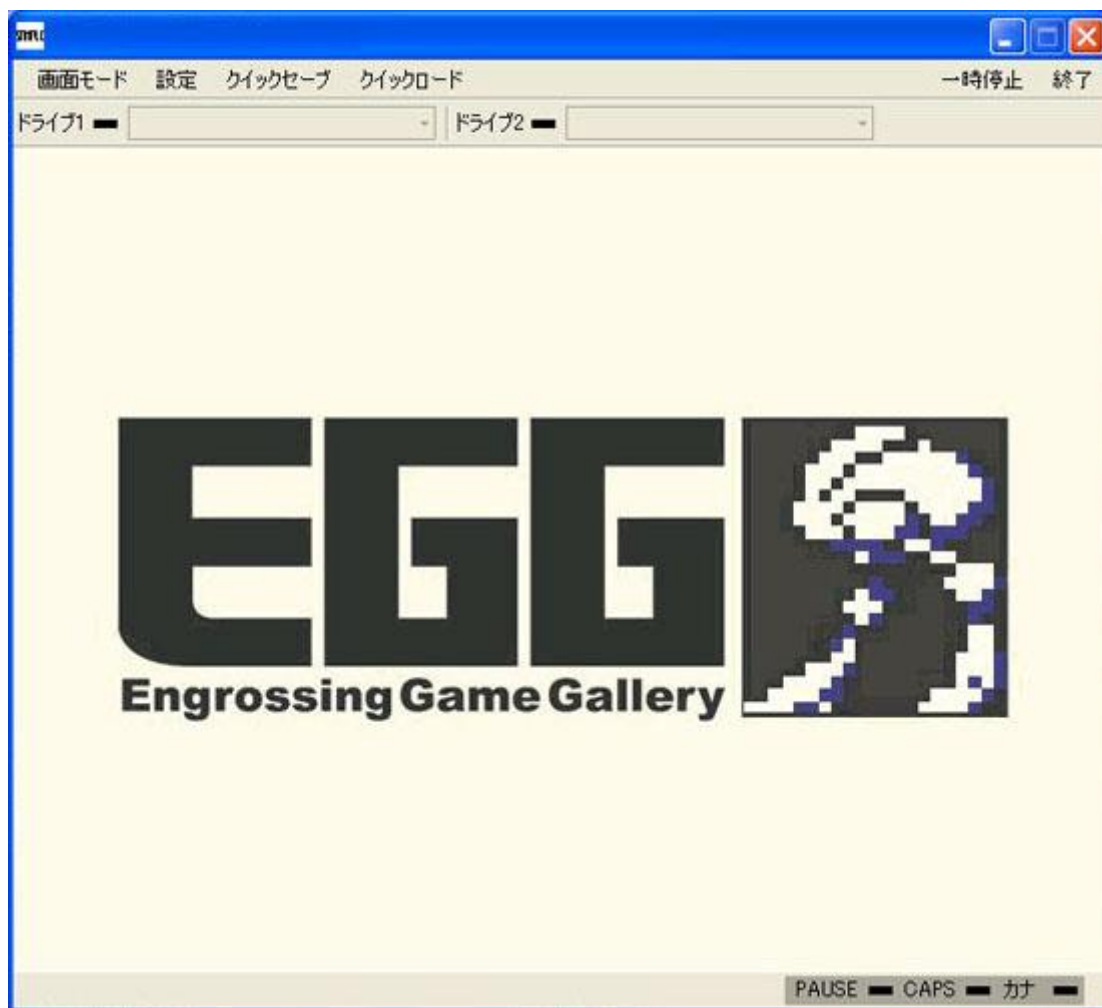 画面モード 設定 クイックセーブ クイックロード 一時停止 終了
ドライブ1 ドライブ2
EGG
Engrossing Game Gallery
PAUSE CAPS カナ